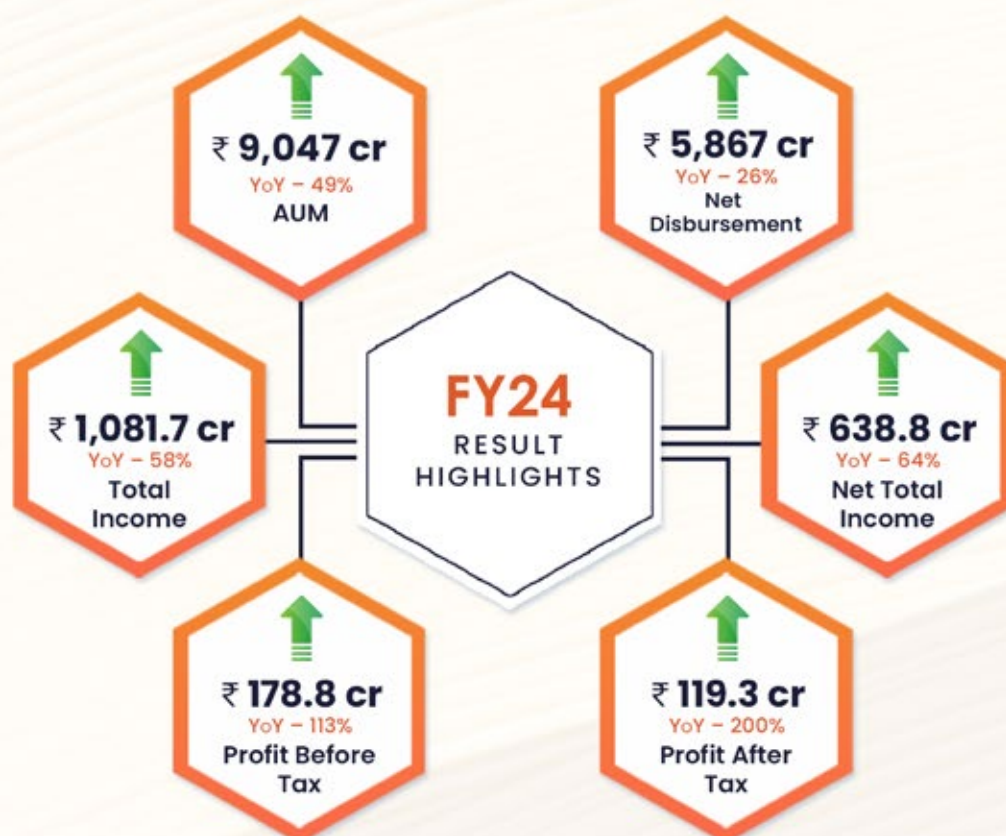 ₹ 9,047 cr
YoY – 49%
AUM
₹ 5,867 cr
YoY – 26%
Net
Disbursement
₹ 1,081.7 cr
YoY – 58%
Total
Income
FY24
RESULT
HIGHLIGHTS
₹ 638.8 cr
YoY – 64%
Net Total
Income
₹ 178.8 cr
YoY – 113%
Profit Before
Tax
₹ 119.3 cr
YoY – 200%
Profit After
Tax